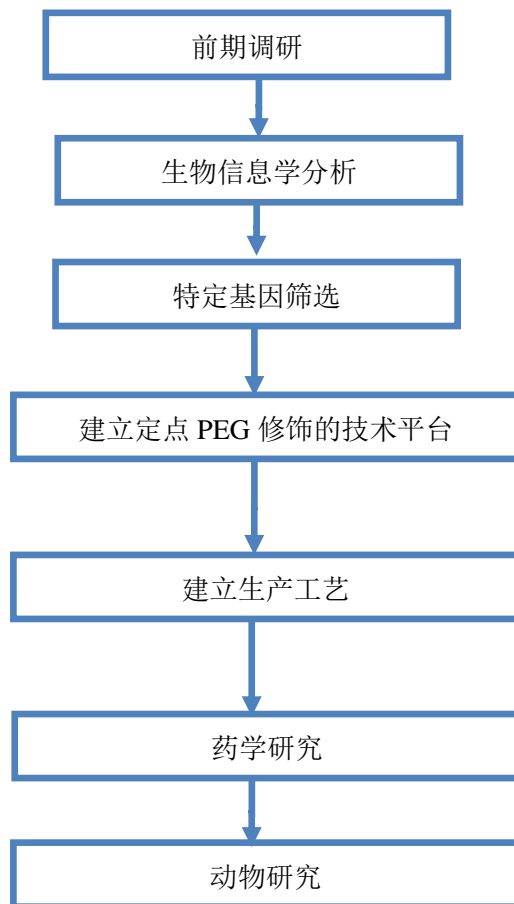 前期调研
生物信息学分析
特定基因筛选
建立定点 PEG 修饰的技术平台
建立生产工艺
药学研究
动物研究